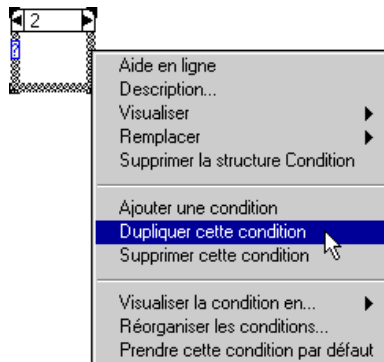 2
?
Aide en ligne
Description...
Visualiser
Remplacer
Supprimer la structure Condition
Ajouter une condition
Dupliquer cette condition
Supprimer cette condition
Visualiser la condition en...
Réorganiser les conditions...
Prendre cette condition par défaut